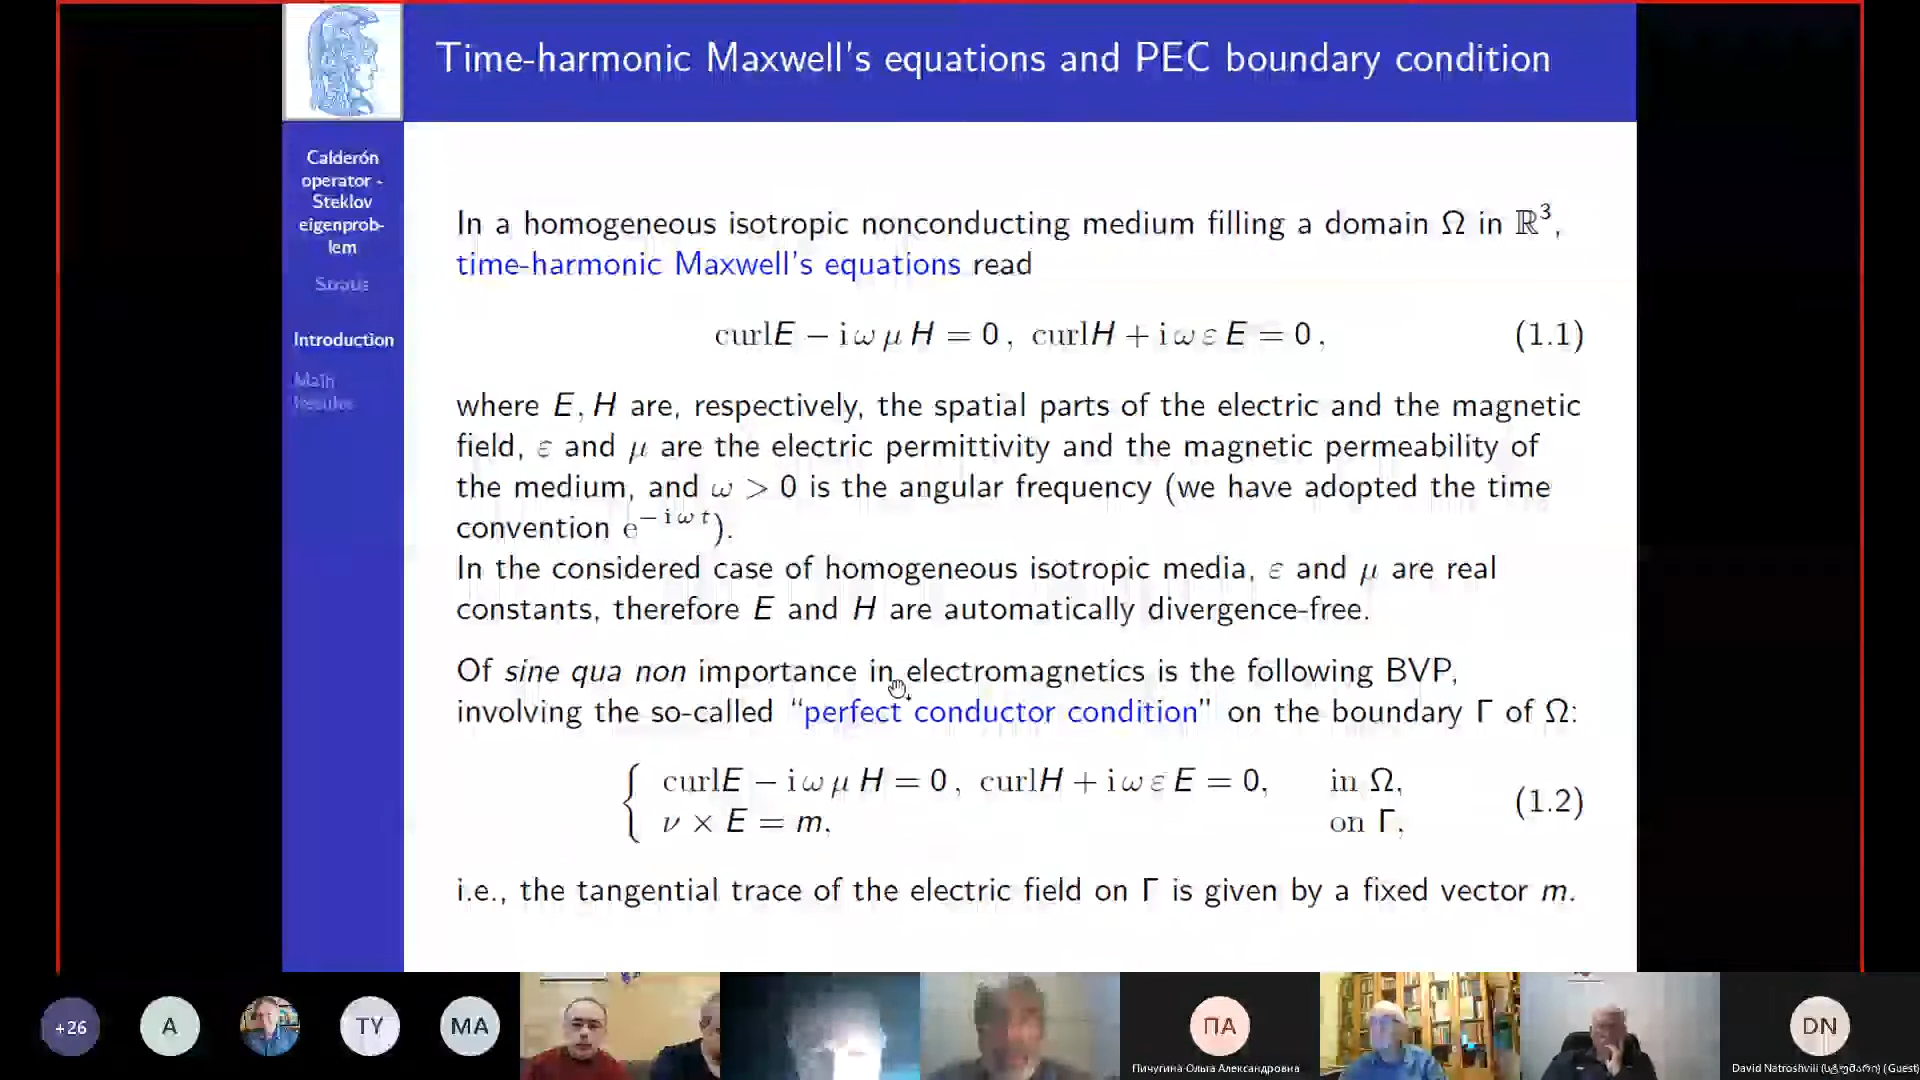 Time-harmonic Maxwell's equations and PEC boundary condition
Calderón
operator -
Steklov
eigenprob-
lem
Stratis
Introduction
Main
Results
In a homogeneous isotropic nonconducting medium filling a domain Ω in ℝ³,
time-harmonic Maxwell's equations read
curlE − i ω μ H = 0 , curlH + i ω ε E = 0 , (1.1)
where E, H are, respectively, the spatial parts of the electric and the magnetic
field, ε and μ are the electric permittivity and the magnetic permeability of
the medium, and ω > 0 is the angular frequency (we have adopted the time
convention e^{− i ω t}).
In the considered case of homogeneous isotropic media, ε and μ are real
constants, therefore E and H are automatically divergence-free.
Of sine qua non importance in electromagnetics is the following BVP,
involving the so-called “perfect conductor condition” on the boundary Γ of Ω:
curlE − i ω μ H = 0 , curlH + i ω ε E = 0, in Ω,
ν × E = m, on Γ, (1.2)
i.e., the tangential trace of the electric field on Γ is given by a fixed vector m.
+26
A
TY
MA
ПА
Пичугина Ольга Александровна
DN
David Natroshvili (სტუმარი) (Guest)